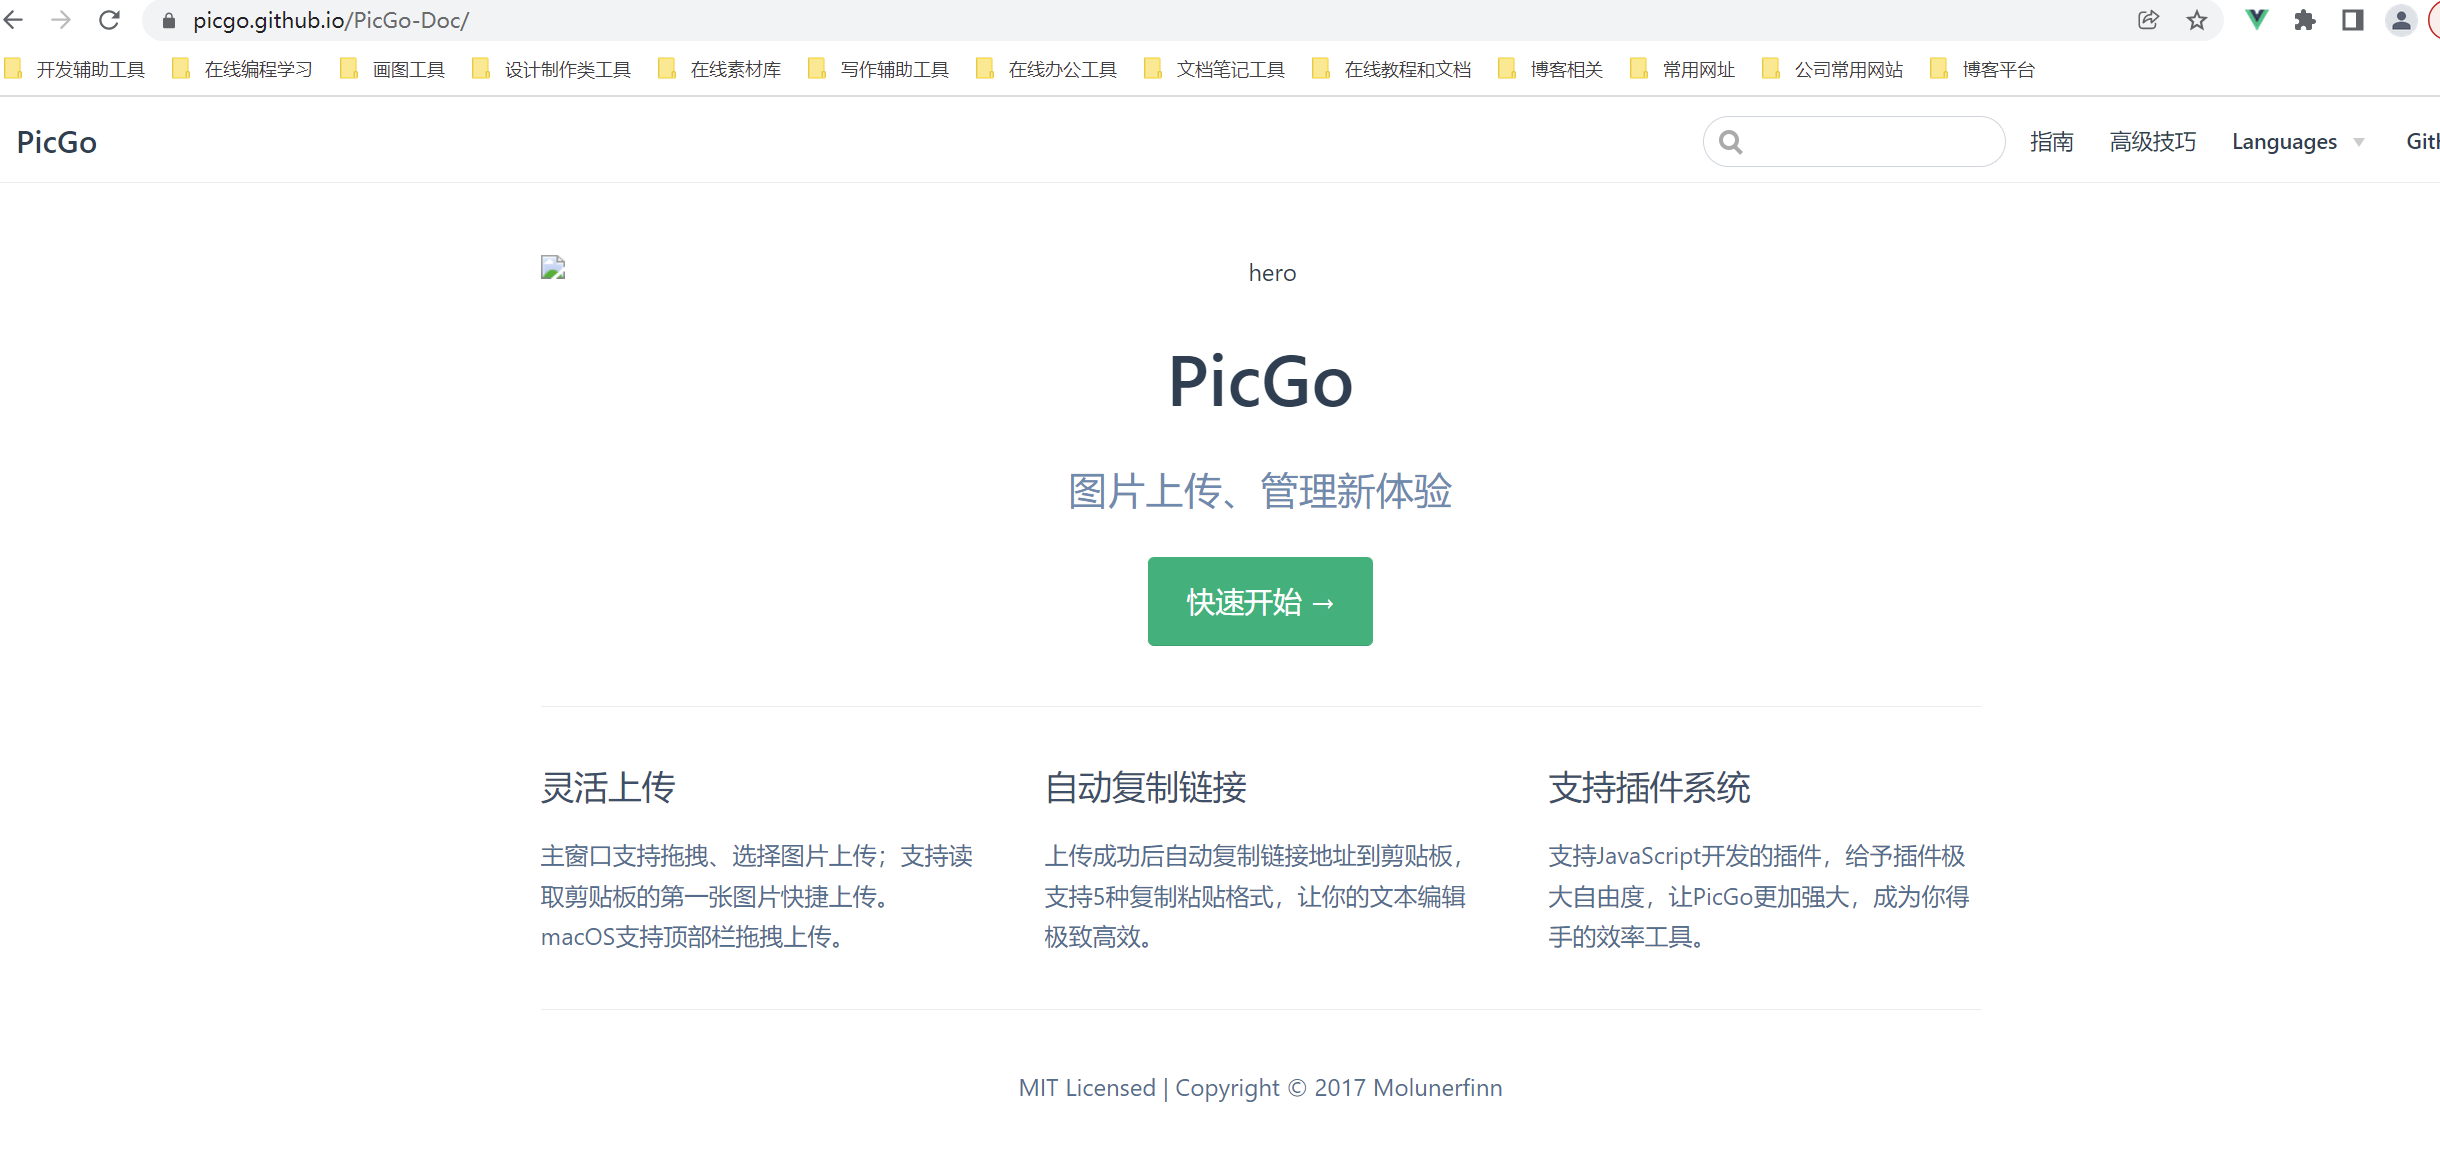 picgo.github.io/PicGo-Doc/
开发辅助工具 在线编程学习 画图工具 设计制作类工具 在线素材库 写作辅助工具 在线办公工具 文档笔记工具 在线教程和文档 博客相关 常用网址 公司常用网站 博客平台
PicGo 指南 高级技巧 Languages
hero
PicGo
图片上传、管理新体验
快速开始 →
灵活上传
主窗口支持拖拽、选择图片上传；支持读
取剪贴板的第一张图片快捷上传。
macOS支持顶部栏拖拽上传。
自动复制链接
上传成功后自动复制链接地址到剪贴板，
支持5种复制粘贴格式，让你的文本编辑
极致高效。
支持插件系统
支持JavaScript开发的插件，给予插件极
大自由度，让PicGo更加强大，成为你得
手的效率工具。
MIT Licensed | Copyright © 2017 Molunerfinn